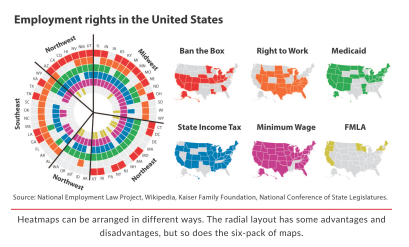 Employment rights in the United States
Northwest
Midwest
Southeast
Northwest
Northwest
Ban the Box
Right to Work
Medicaid
State Income Tax
Minimum Wage
FMLA
Source: National Employment Law Project, Wikipedia, Kaiser Family Foundation, National Conference of State Legislatures.
Heatmaps can be arranged in different ways. The radial layout has some advantages and
disadvantages, but so does the six-pack of maps.